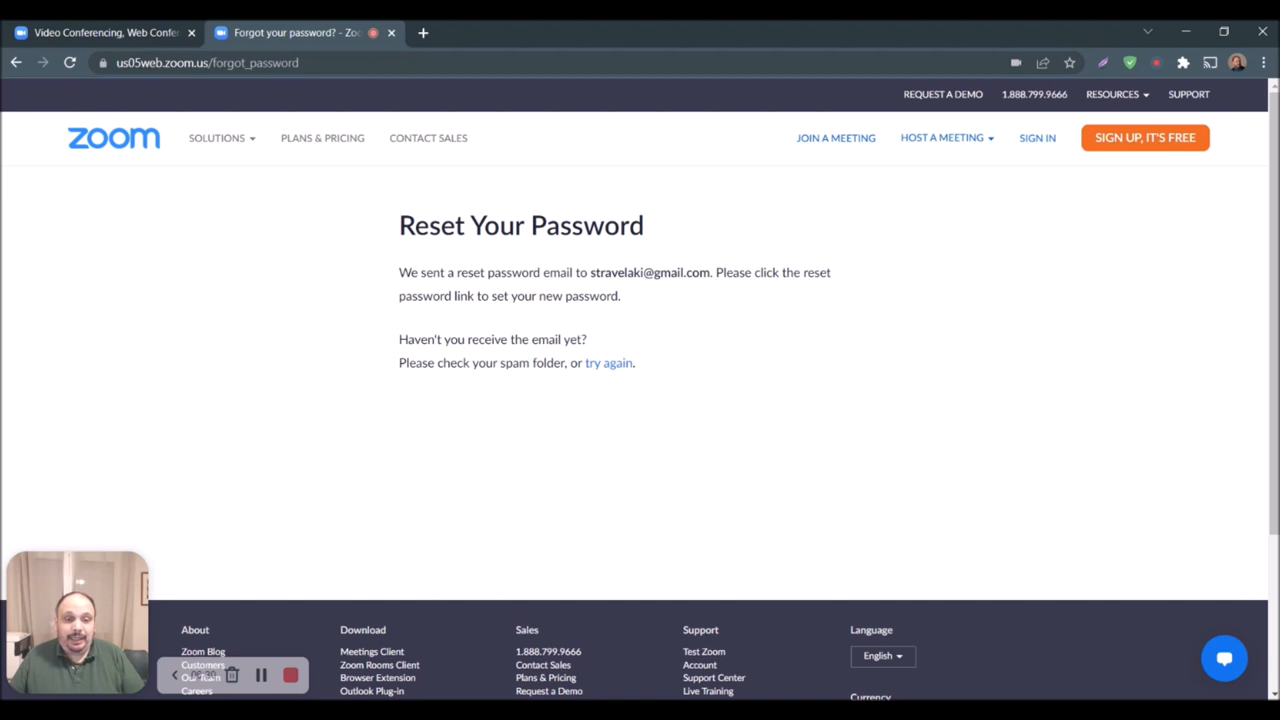 Video Conferencing, Web Confer
Forgot your password? - Zoo
us05web.zoom.us/forgot_password
REQUEST A DEMO 1.888.799.9666 RESOURCES SUPPORT
zoom SOLUTIONS PLANS & PRICING CONTACT SALES JOIN A MEETING HOST A MEETING SIGN IN SIGN UP, IT'S FREE
Reset Your Password
We sent a reset password email to stravelaki@gmail.com. Please click the reset
password link to set your new password.
Haven't you receive the email yet?
Please check your spam folder, or try again.
About Download Sales Support Language
Zoom Blog Meetings Client 1.888.799.9666 Test Zoom English
Customers Zoom Rooms Client Contact Sales Account
Our Team Browser Extension Plans & Pricing Support Center
Careers Outlook Plug-in Request a Demo Live Training
Currency